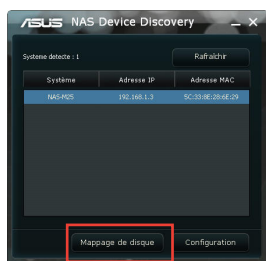 ASUS NAS Device Discovery
Systeme detecte : 1
Rafraîchir
Système Adresse IP Adresse MAC
NAS-M25 192.168.1.3 5C:33:8E:28:6E:29
Mappage de disque Configuration